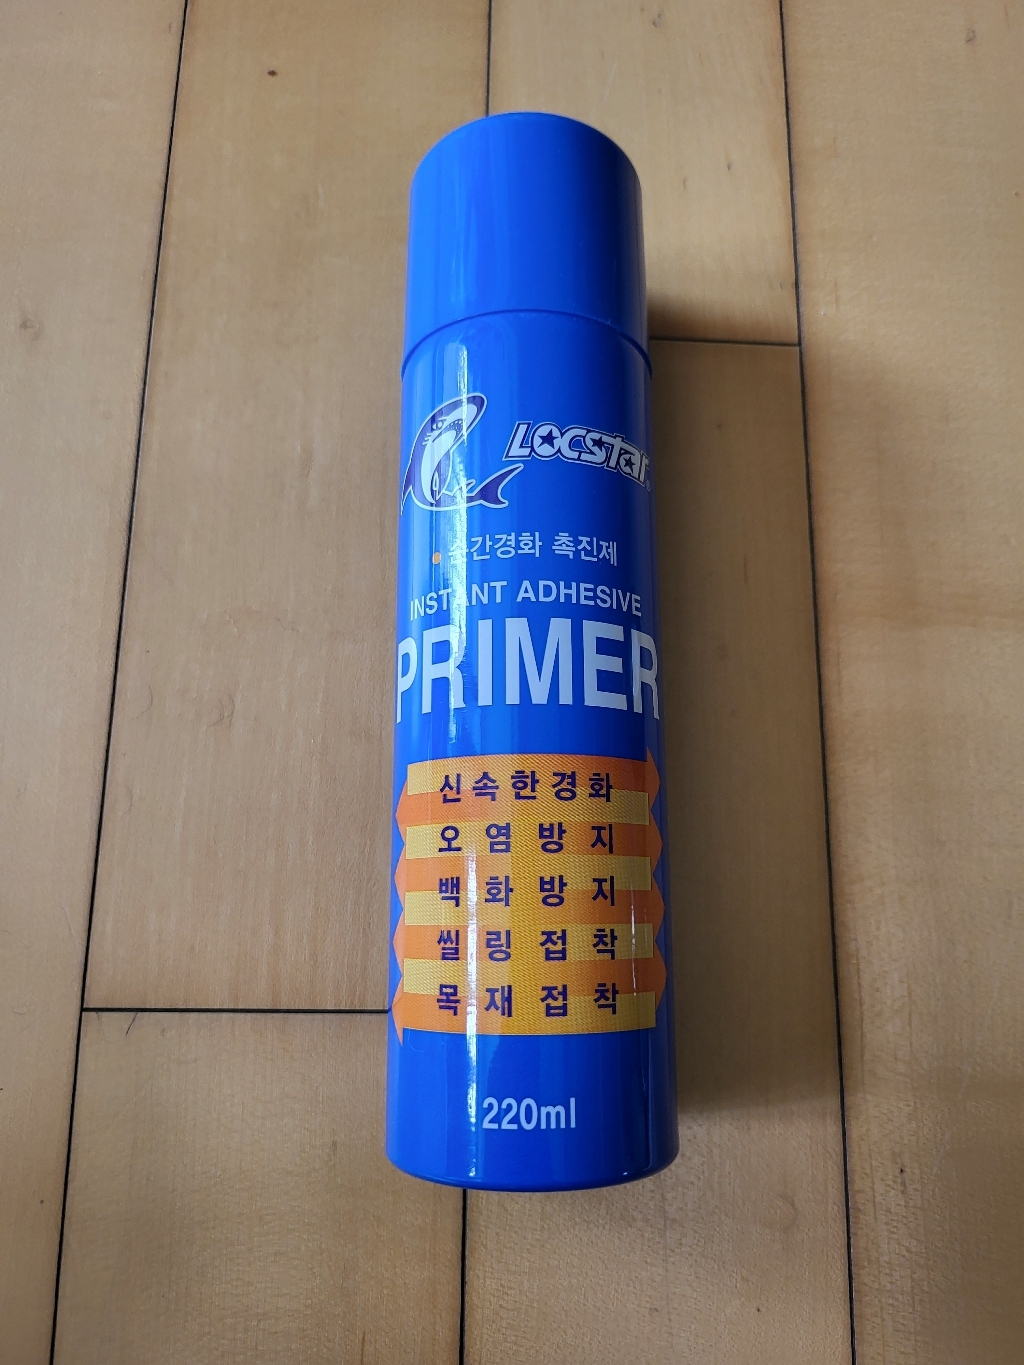 LOCSTAR
순간경화 촉진제
INSTANT ADHESIVE
PRIMER
신속한경화
오염방지
백화방지
씰링접착
목재접착
220ml